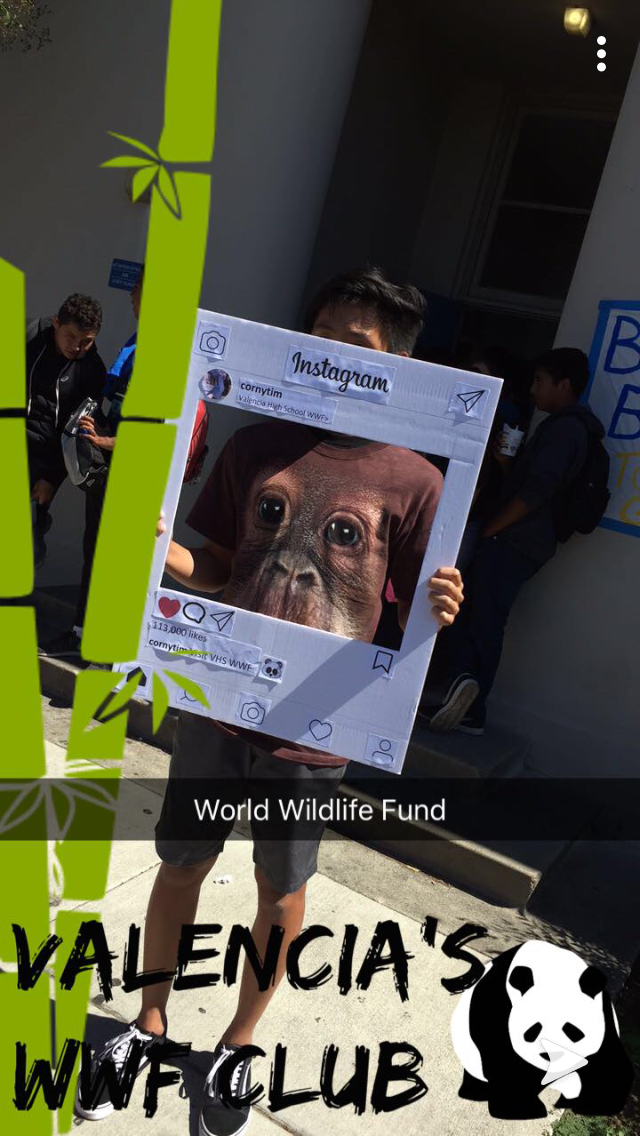 Instagram
cornytim
Valencia High School WWF>
113,000 likes
cornytim Visit VHS WWF
World Wildlife Fund
VALENCIA'S
WWF CLUB